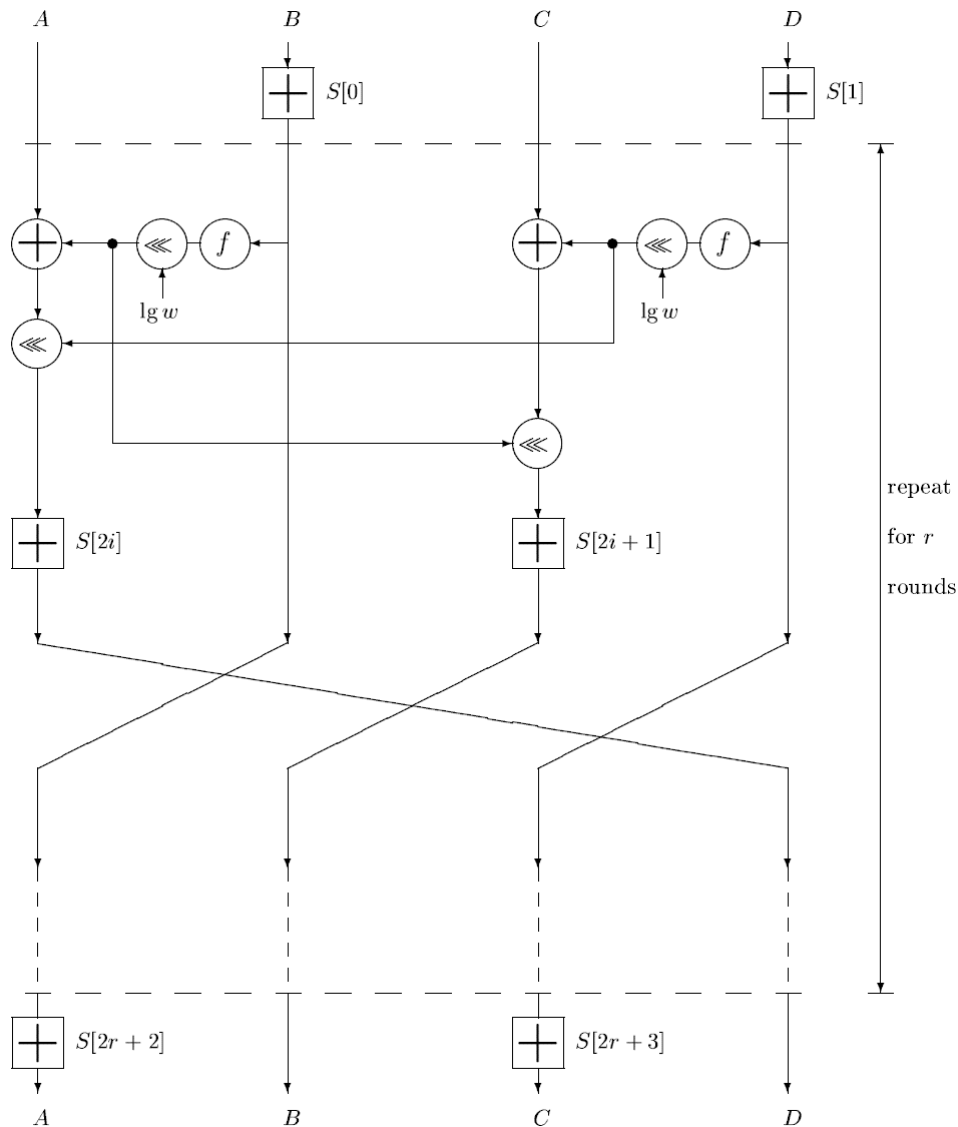 A B C D
S[0] S[1]
f f
lg w lg w
repeat
S[2i] S[2i + 1]
for r
rounds
S[2r + 2] S[2r + 3]
A B C D